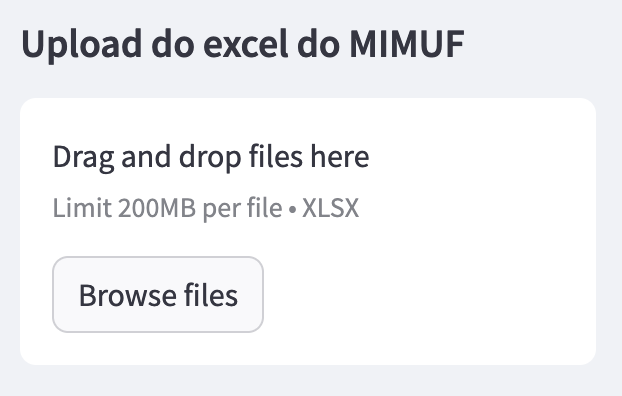 Upload do excel do MIMUF
Drag and drop files here
Limit 200MB per file • XLSX
Browse files